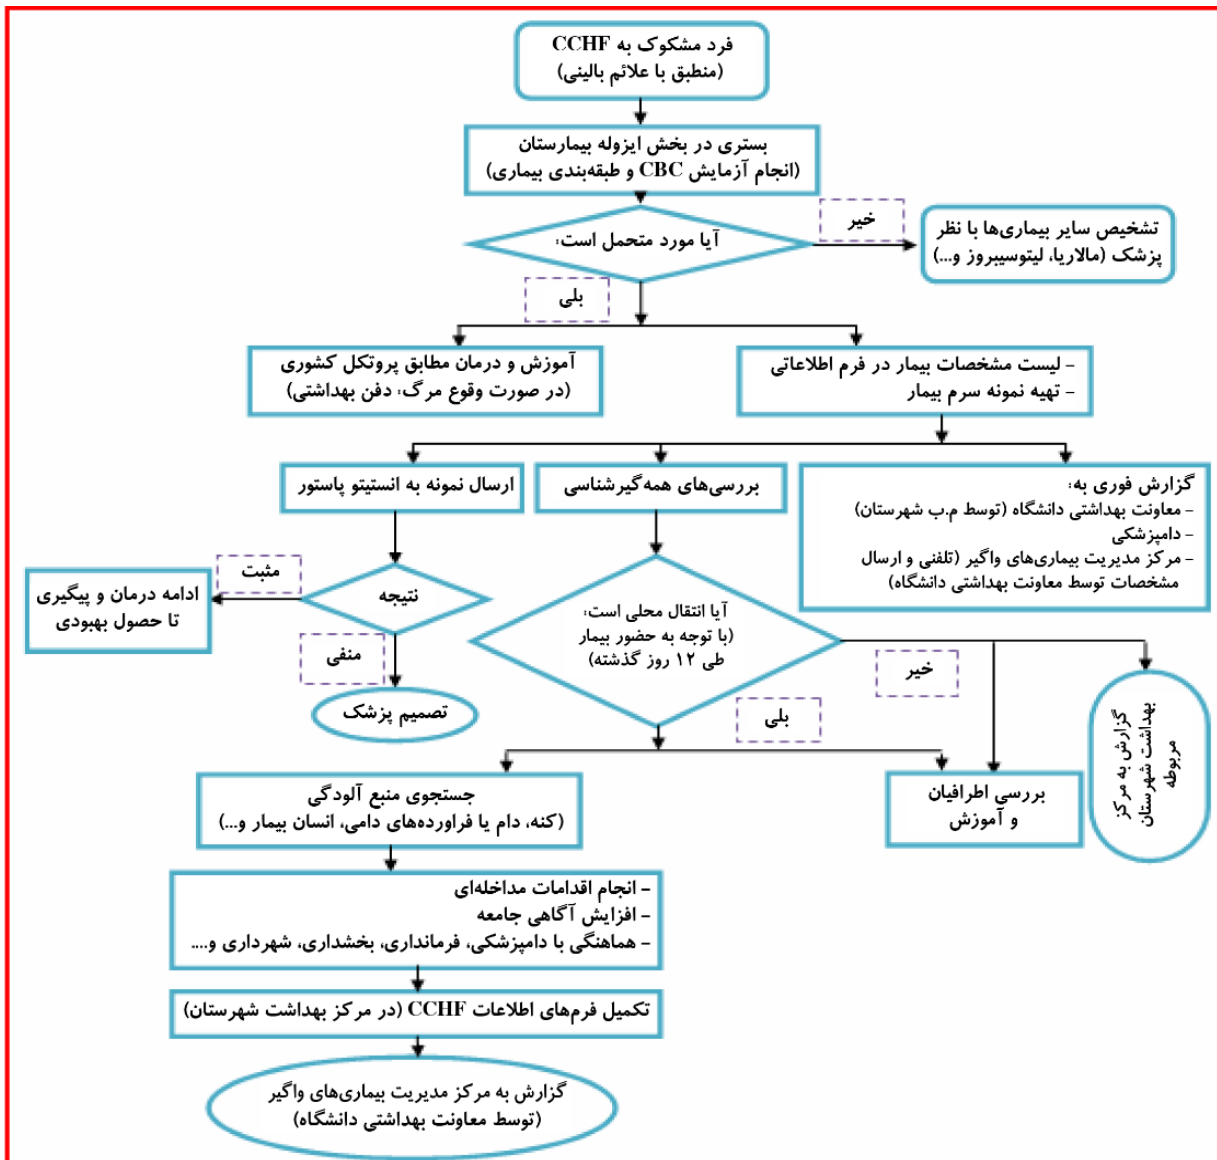 فرد مشکوک به CCHF
(منطبق با علائم بالینی)
بستری در بخش ایزوله بیمارستان
(انجام آزمایش CBC و طبقه‌بندی بیماری)
آیا مورد متحمل است؛
خیر
تشخیص سایر بیماری‌ها با نظر
پزشک (مالاریا، لیتوسیبروز و...)
بلی
آموزش و درمان مطابق پروتکل کشوری
(در صورت وقوع مرگ؛ دفن بهداشتی)
- لیست مشخصات بیمار در فرم اطلاعاتی
- تهیه نمونه سرم بیمار
گزارش فوری به؛
- معاونت بهداشتی دانشگاه (توسط م.ب شهرستان)
- دامپزشکی
- مرکز مدیریت بیماری‌های واگیر (تلفنی و ارسال
مشخصات توسط معاونت بهداشتی دانشگاه)
بررسی‌های همه‌گیرشناسی
ارسال نمونه به انستیتو پاستور
نتیجه
مثبت
ادامه درمان و پیگیری
تا حصول بهبودی
منفی
تصمیم پزشک
آیا انتقال محلی است؛
(با توجه به حضور بیمار
طی ۱۲ روز گذشته)
خیر
گزارش به مرکز
بهداشت شهرستان
مربوطه
بلی
بررسی اطرافیان
و آموزش
جستجوی منبع آلودگی
(کنه، دام یا فراورده‌های دامی، انسان بیمار و...)
- انجام اقدامات مداخله‌ای
- افزایش آگاهی جامعه
- هماهنگی با دامپزشکی، فرمانداری، بخشداری، شهرداری و....
تکمیل فرم‌های اطلاعات CCHF (در مرکز بهداشت شهرستان)
گزارش به مرکز مدیریت بیماری‌های واگیر
(توسط معاونت بهداشتی دانشگاه)